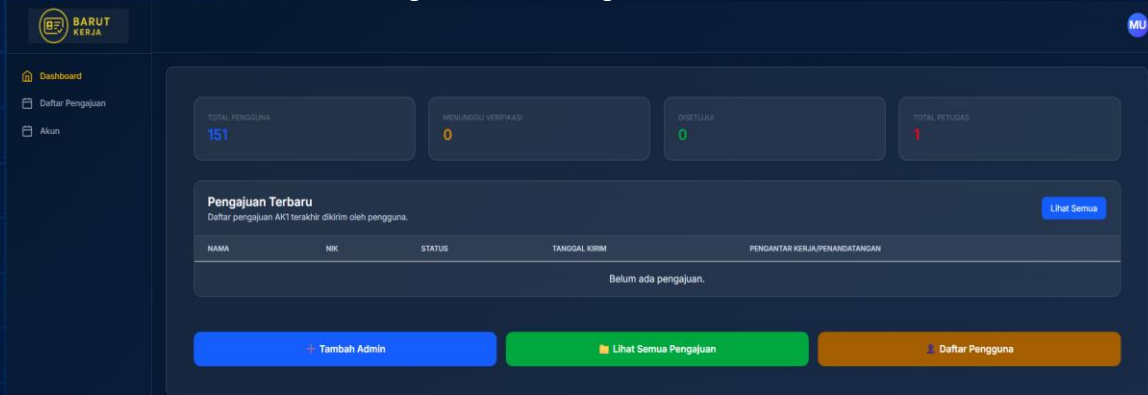 BARUT
KERJA
MU
Dashboard
Daftar Pengajuan
Akun
TOTAL PENGGUNA
151
MENUNGGU VERIFIKASI
0
DISETUJUI
0
TOTAL PETUGAS
1
Pengajuan Terbaru
Daftar pengajuan AK1 terakhir dikirim oleh pengguna.
Lihat Semua
NAMA NIK STATUS TANGGAL KIRIM PENGANTAR KERJA/PENANDATANGAN
Belum ada pengajuan.
Tambah Admin
Lihat Semua Pengajuan
Daftar Pengguna